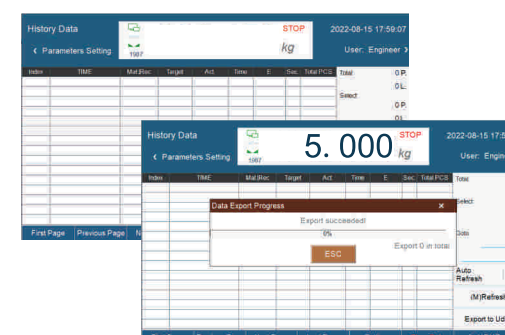 History Data
STOP
2022-08-15 17:59:07
Parameters Setting
1987
kg
User: Engineer
Index TIME Mat|Rec Target Act Time E Sec Total PCS Total: 0 P.
0 L.
Select:
0 P.
0 L.
First Page Previous Page N
History Data
STOP
2022-08-15 17:5
5.000
Parameters Setting
1987
kg
User: Engin
Index TIME Mat|Rec Target Act Time E Sec Total PCS Total:
Data Export Progress ×
Select:
Export succeeded!
0%
Goto
Export 0 in total
ESC
Auto
Refresh
(M)Refresh
Export to Ud